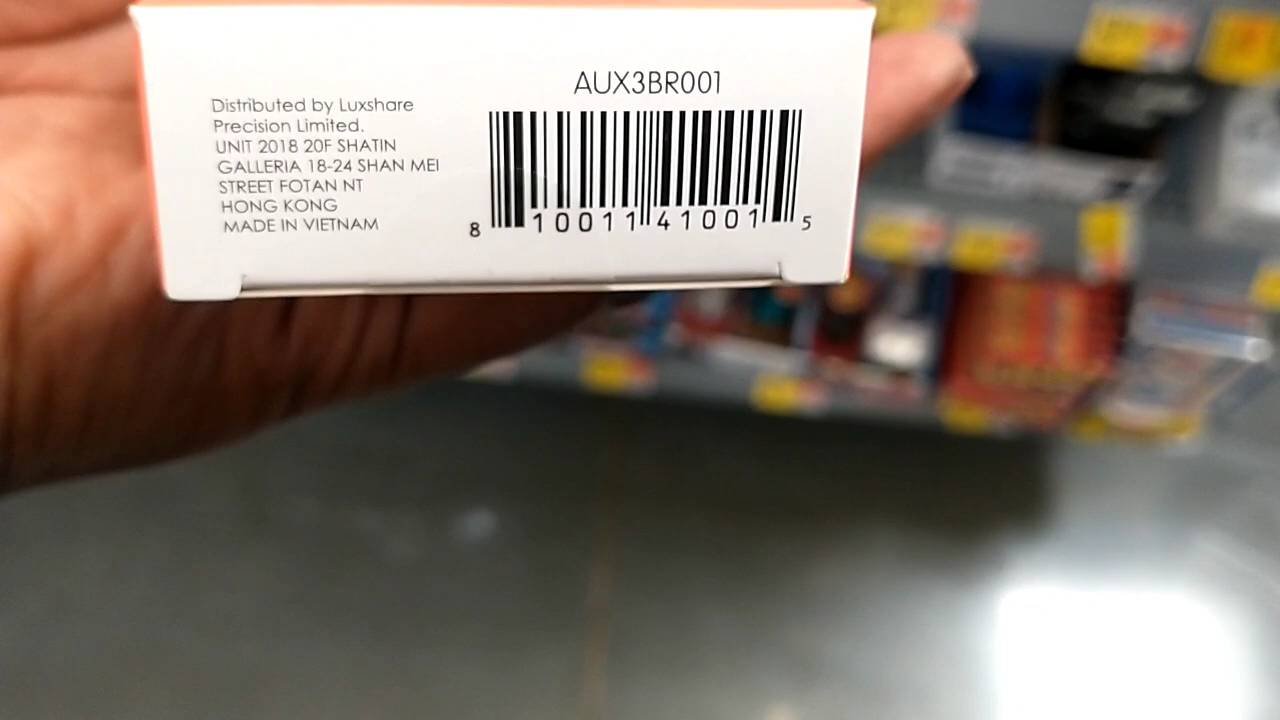 Distributed by Luxshare
Precision Limited.
UNIT 2018 20F SHATIN
GALLERIA 18-24 SHAN MEI
STREET FOTAN NT
HONG KONG
MADE IN VIETNAM
AUX3BR001
8 10011 41001 5